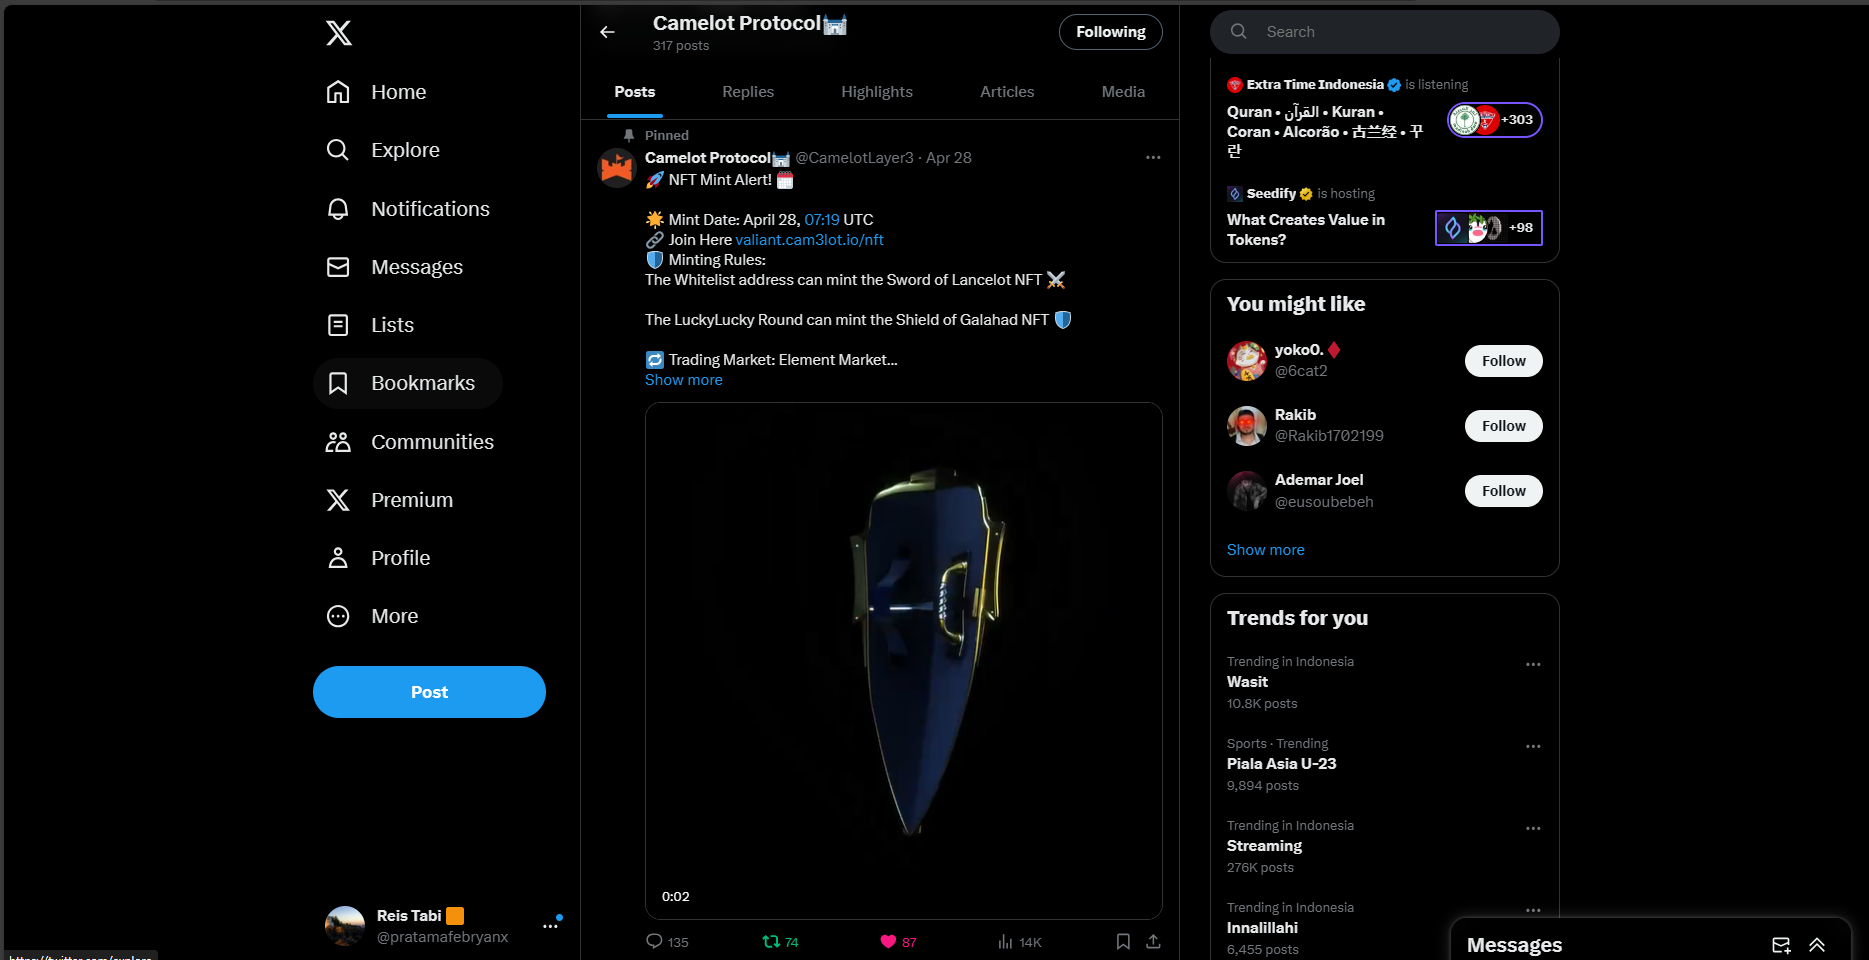 Home
Explore
Notifications
Messages
Lists
Bookmarks
Communities
Premium
Profile
More
Post
Reis Tabi
@pratamafebryanx
Camelot Protocol
317 posts
Following
Posts
Replies
Highlights
Articles
Media
Pinned
Camelot Protocol @CamelotLayer3 · Apr 28
🚀 NFT Mint Alert! 🗓
🌟 Mint Date: April 28, 07:19 UTC
🔗 Join Here valiant.cam3lot.io/nft
🛡 Minting Rules:
The Whitelist address can mint the Sword of Lancelot NFT ⚔
The LuckyLucky Round can mint the Shield of Galahad NFT 🛡
🔁 Trading Market: Element Market...
Show more
0:02
135
74
87
14K
Search
Extra Time Indonesia is listening
Quran • القرآن • Kuran •
Coran • Alcorão • 古兰经 • 꾸
란
+303
Seedify is hosting
What Creates Value in
Tokens?
+98
You might like
yoko0.
@6cat2
Follow
Rakib
@Rakib1702199
Follow
Ademar Joel
@eusoubebeh
Follow
Show more
Trends for you
Trending in Indonesia
Wasit
10.8K posts
Sports · Trending
Piala Asia U-23
9,894 posts
Trending in Indonesia
Streaming
276K posts
Trending in Indonesia
Innalillahi
6,455 posts
Messages